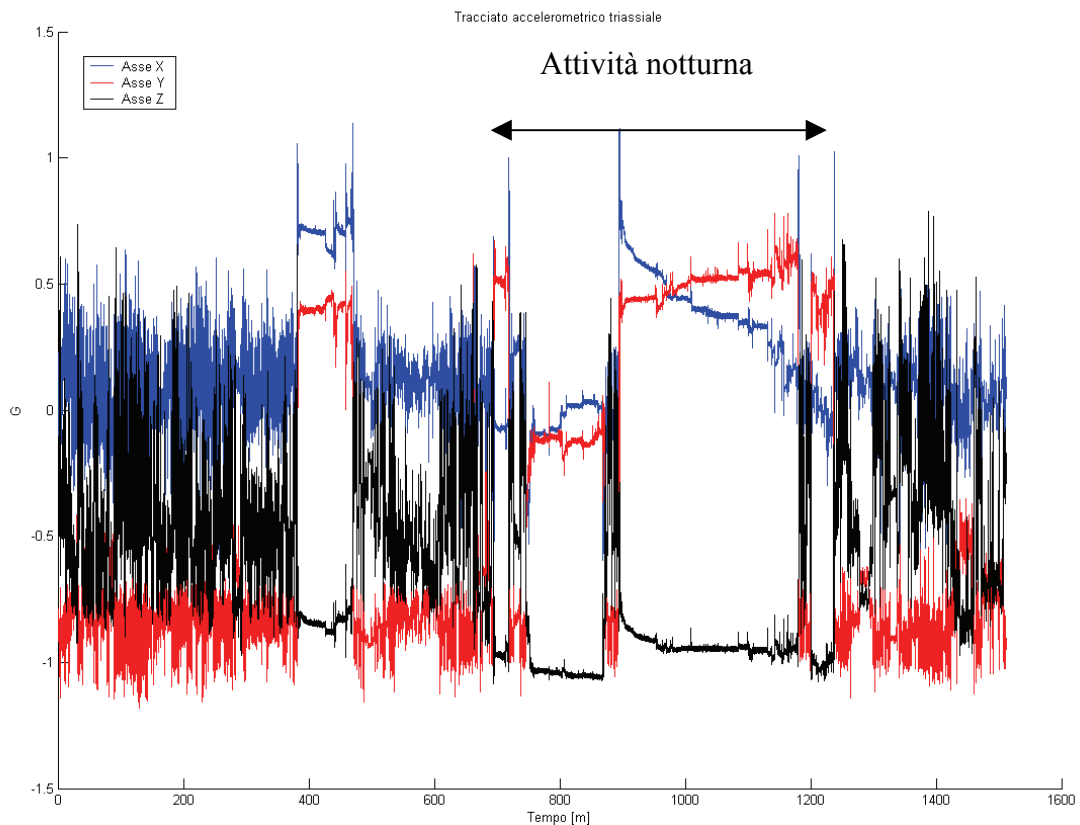 Tracciato accelerometrico triassiale
1.5
Asse X
Asse Y
Asse Z
Attività notturna
1
0.5
G
0
-0.5
-1
-1.5
0 200 400 600 800 1000 1200 1400 1600
Tempo [m]